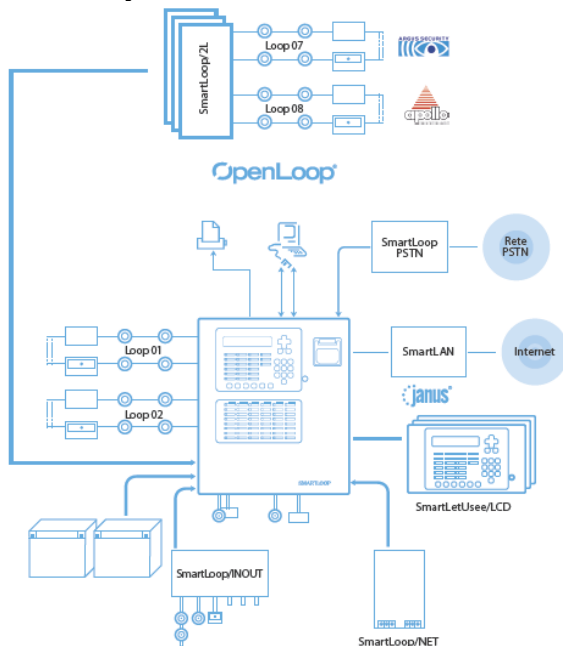 SmartLoop/2L
Loop 07
Loop 08
ARGUS SECURITY
apollo
OpenLoop
SmartLoop
PSTN
Rete
PSTN
Loop 01
Loop 02
SmartLAN
Internet
janus
SMARTLOOP
SmartLetUsee/LCD
SmartLoop/INOUT
SmartLoop/NET